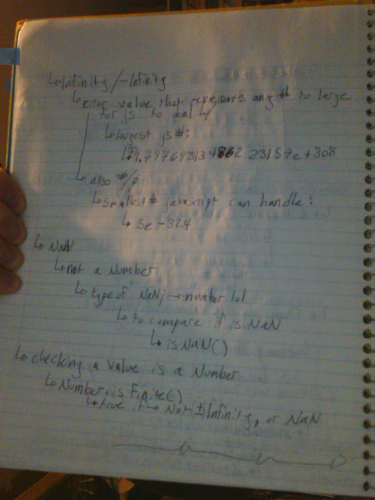 ↳ Infinity / -Infinity
↳ error value that represents any # to large
for js to deal w/
↳ largest js #:
↳ 1.7976931348623157e+308
↳ also #/0
↳ smallest # javascript can handle:
↳ 5e-324
↳ NaN
↳ not a Number
↳ typeof NaN; → number lol
↳ to compare if is NaN
↳ isNaN()
↳ checking a value is a Number
↳ Number.isFinite()
↳ true if → Not (±)Infinity, or NaN